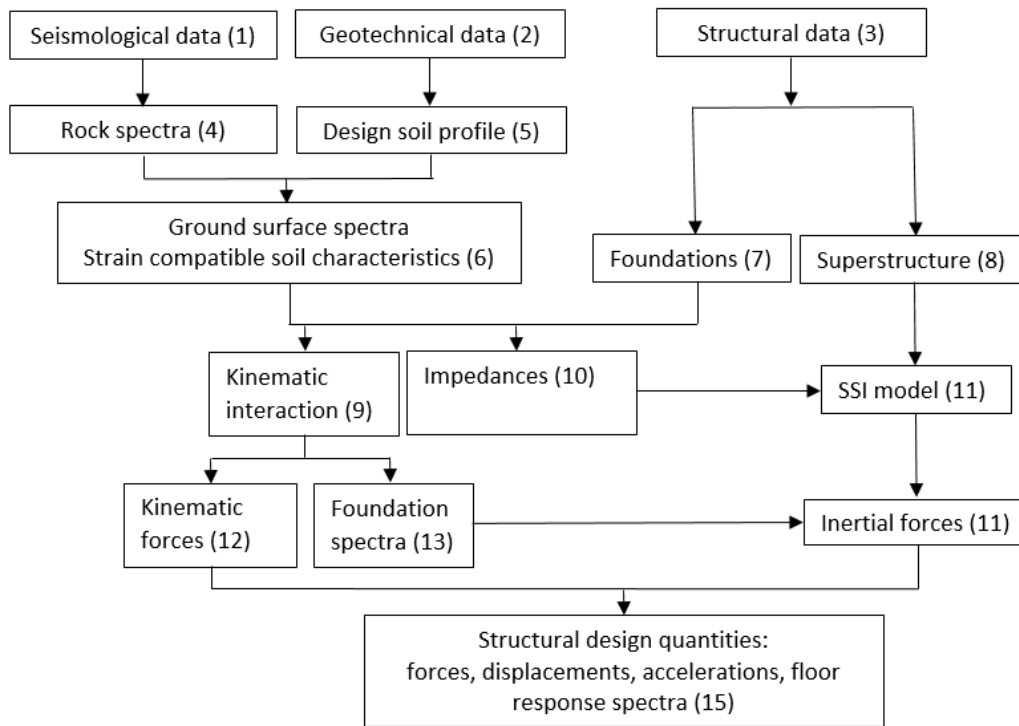 Seismological data (1)
Geotechnical data (2)
Structural data (3)
Rock spectra (4)
Design soil profile (5)
Ground surface spectra
Strain compatible soil characteristics (6)
Foundations (7)
Superstructure (8)
Kinematic
interaction (9)
Impedances (10)
SSI model (11)
Kinematic
forces (12)
Foundation
spectra (13)
Inertial forces (11)
Structural design quantities:
forces, displacements, accelerations, floor
response spectra (15)